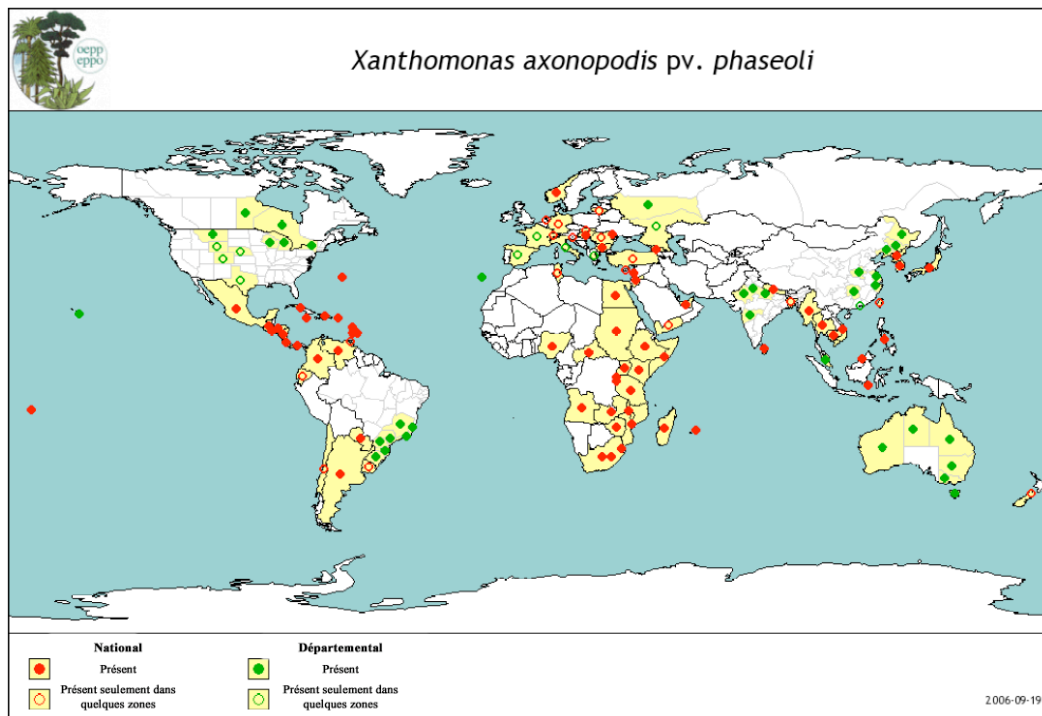 oepp
eppo
Xanthomonas axonopodis pv. phaseoli
National
Départemental
Présent
Présent
Présent seulement dans
quelques zones
Présent seulement dans
quelques zones
2006-09-19